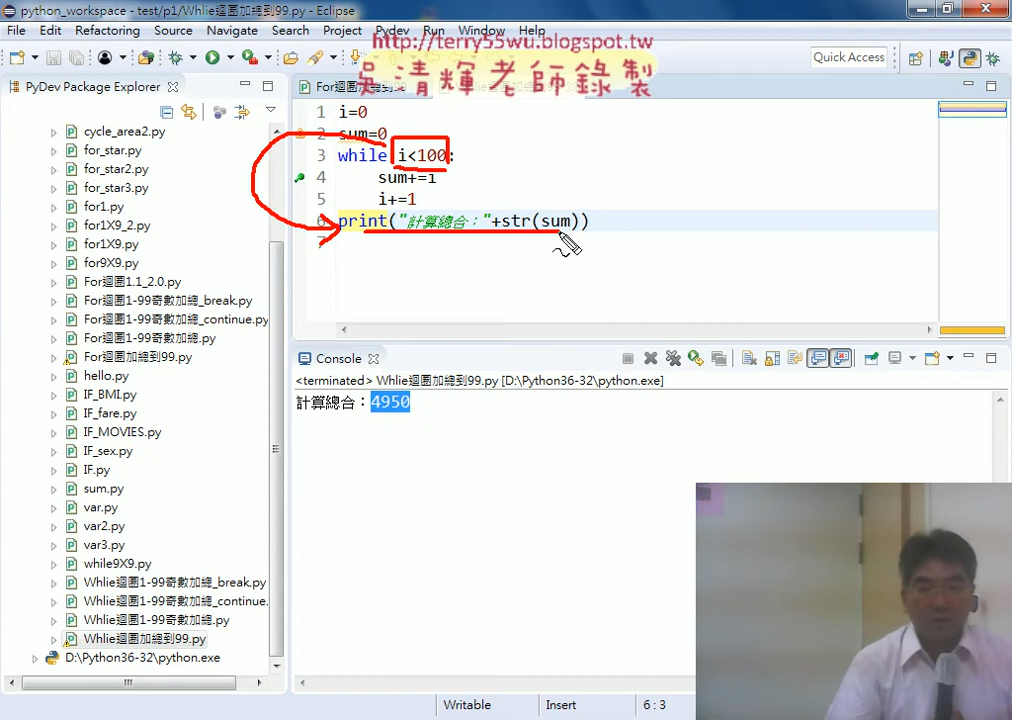 python_workspace - test/p1/Whlie迴圈加總到99.py - Eclipse
File Edit Refactoring Source Navigate Search Project Pydev Run Window Help
http://terry55wu.blogspot.tw
吳清輝老師錄製
Quick Access
PyDev Package Explorer
cycle_area2.py
for_star.py
for_star2.py
for_star3.py
for1.py
for1X9_2.py
for1X9.py
for9X9.py
For迴圈1.1_2.0.py
For迴圈1-99奇數加總_break.py
For迴圈1-99奇數加總_continue.py
For迴圈1-99奇數加總.py
For迴圈加總到99.py
hello.py
IF_BMI.py
IF_fare.py
IF_MOVIES.py
IF_sex.py
IF.py
sum.py
var.py
var2.py
var3.py
while9X9.py
Whlie迴圈1-99奇數加總_break.py
Whlie迴圈1-99奇數加總_continue.
Whlie迴圈1-99奇數加總.py
Whlie迴圈加總到99.py
D:\Python36-32\python.exe
1 i=0
2 sum=0
3 while i<100:
4 sum+=i
5 i+=1
6 print("計算總合："+str(sum))
7
Console
<terminated> Whlie迴圈加總到99.py [D:\Python36-32\python.exe]
計算總合：4950
Writable Insert 6 : 3